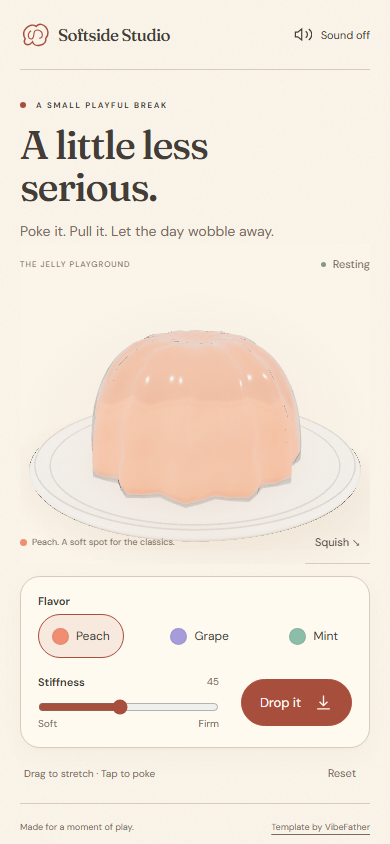 Softside Studio
Sound off
A SMALL PLAYFUL BREAK
A little less
serious.
Poke it. Pull it. Let the day wobble away.
THE JELLY PLAYGROUND
Resting
Peach. A soft spot for the classics.
Squish ↘
Flavor
Peach
Grape
Mint
Stiffness
45
Soft
Firm
Drop it
Drag to stretch · Tap to poke
Reset
Made for a moment of play.
Template by VibeFather